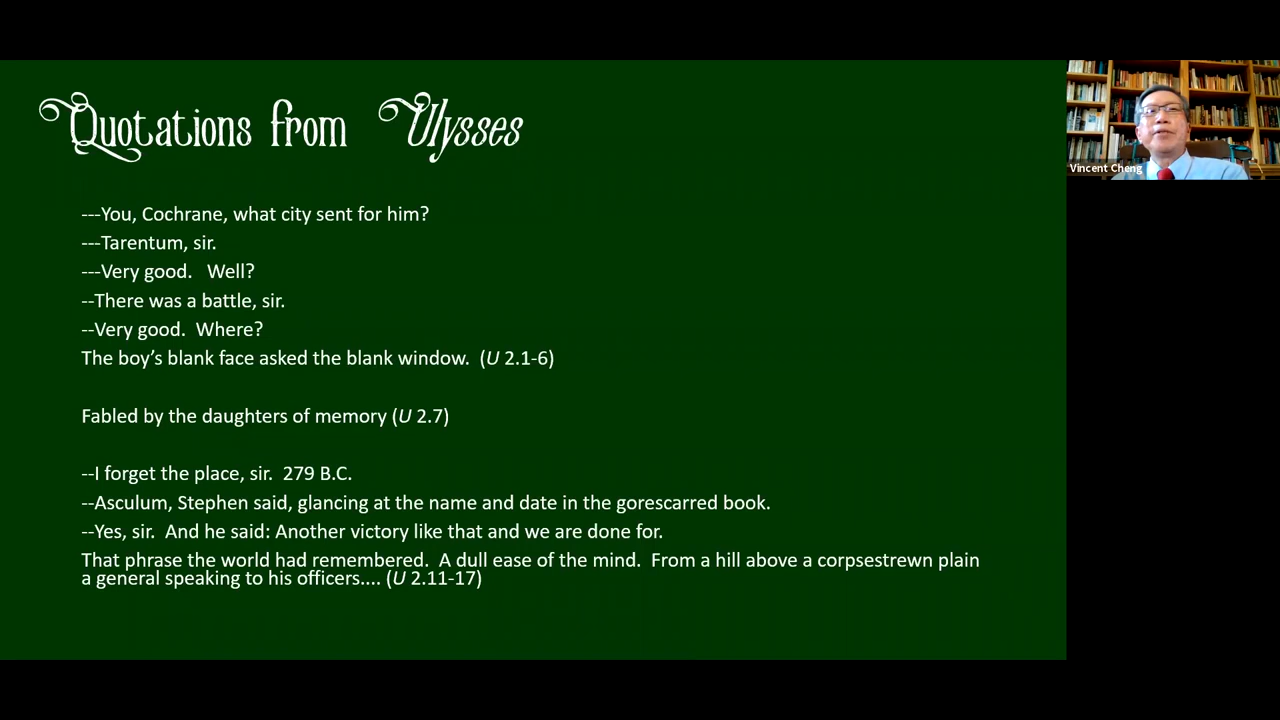 Quotations from Ulysses
Vincent Cheng
---You, Cochrane, what city sent for him?
---Tarentum, sir.
---Very good.   Well?
--There was a battle, sir.
--Very good.  Where?
The boy’s blank face asked the blank window.  (U 2.1-6)
Fabled by the daughters of memory (U 2.7)
--I forget the place, sir.  279 B.C.
--Asculum, Stephen said, glancing at the name and date in the gorescarred book.
--Yes, sir.  And he said: Another victory like that and we are done for.
That phrase the world had remembered.  A dull ease of the mind.  From a hill above a corpsestrewn plain
a general speaking to his officers.... (U 2.11-17)